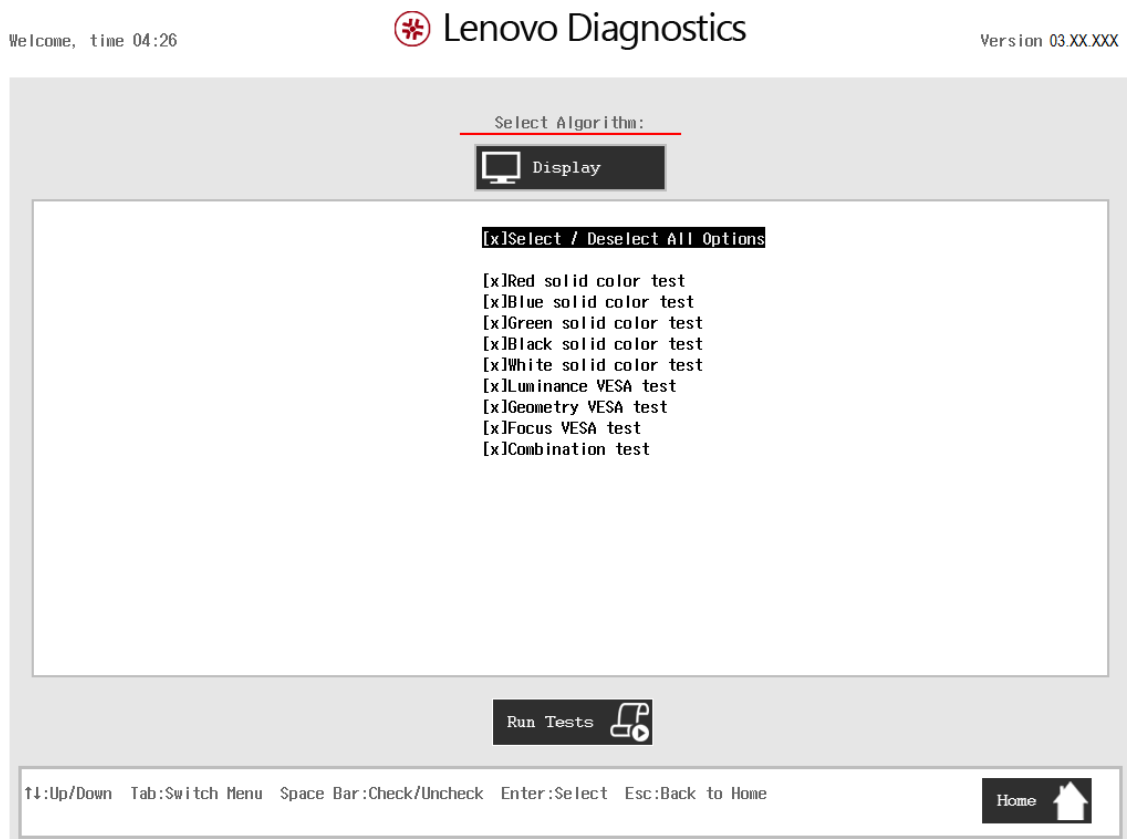 Welcome, time 04:26
Lenovo Diagnostics
Version 03.XX.XXX
Select Algorithm:
Display
[x]Select / Deselect All Options
[x]Red solid color test
[x]Blue solid color test
[x]Green solid color test
[x]Black solid color test
[x]White solid color test
[x]Luminance VESA test
[x]Geometry VESA test
[x]Focus VESA test
[x]Combination test
Run Tests
↑↓:Up/Down Tab:Switch Menu Space Bar:Check/Uncheck Enter:Select Esc:Back to Home
Home